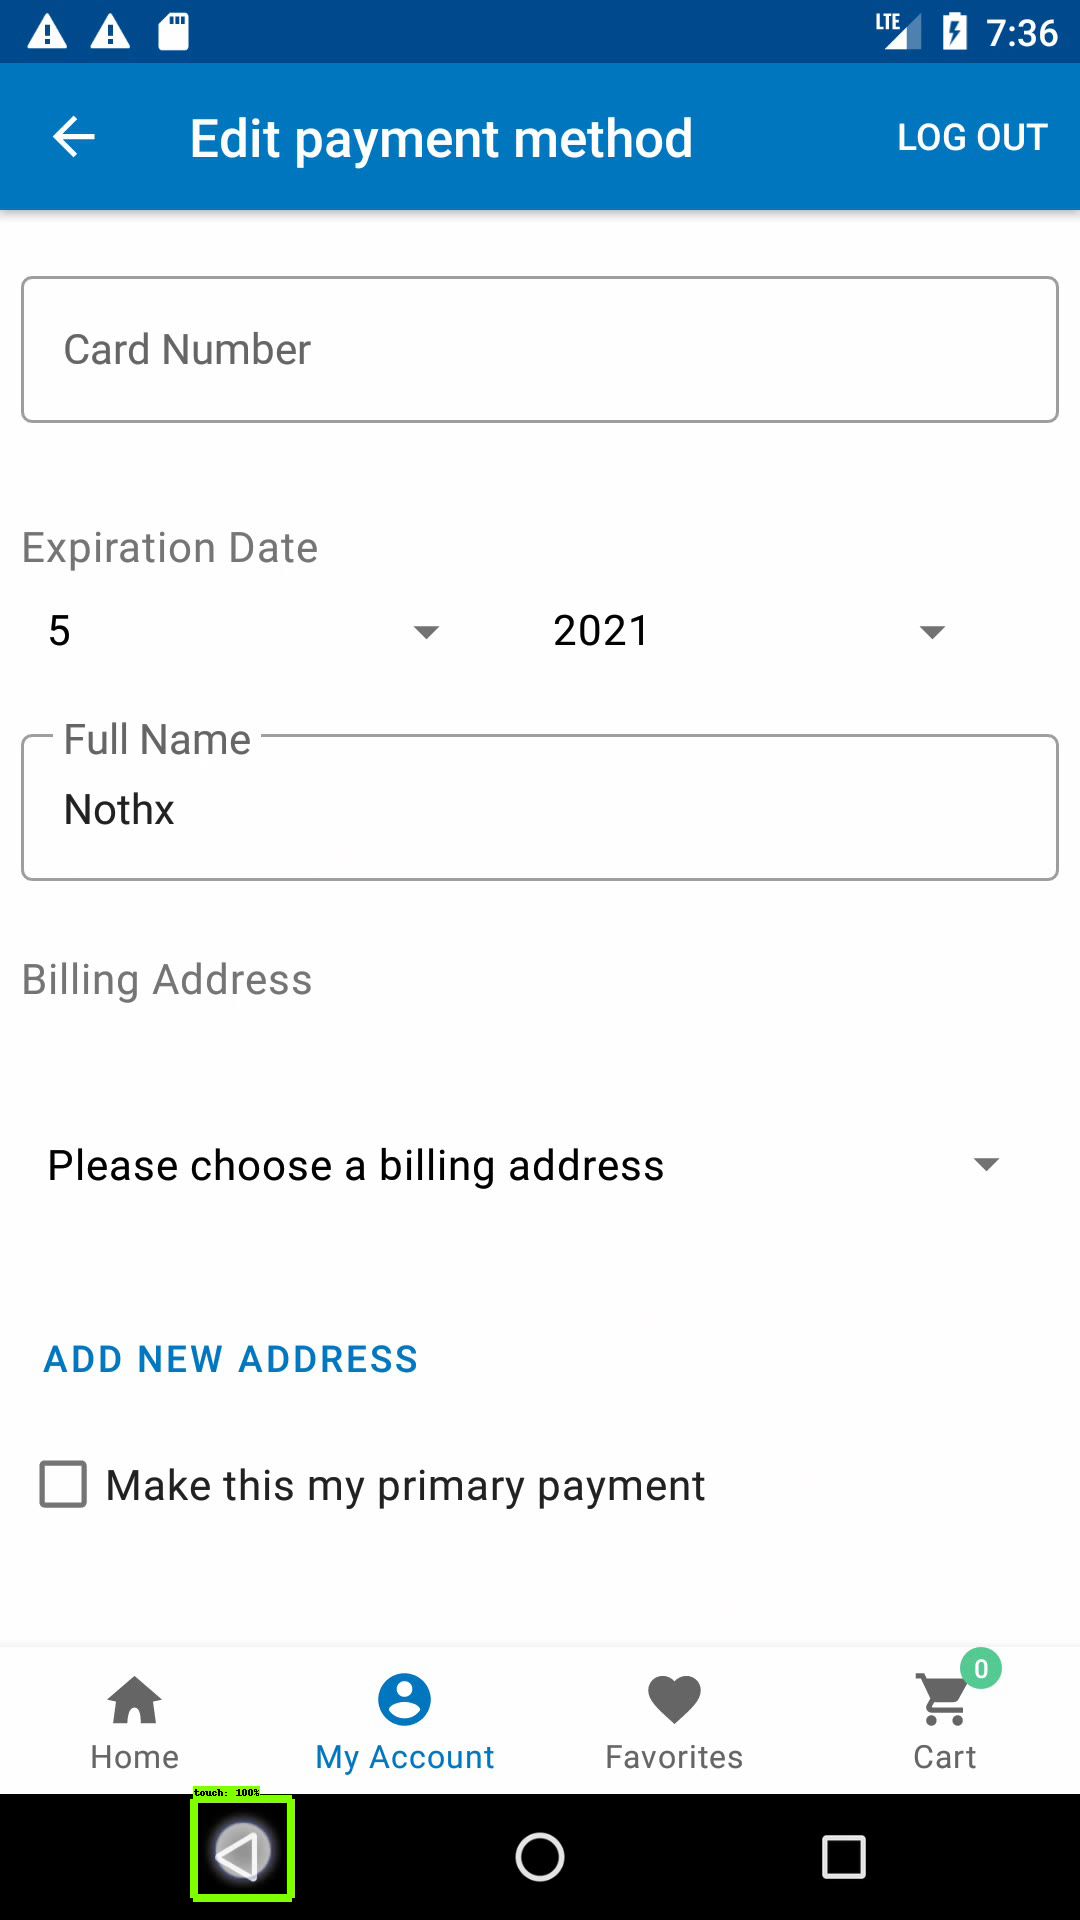 LTE 7:36
Edit payment method LOG OUT
Card Number
Expiration Date
5 2021
Full Name
Nothx
Billing Address
Please choose a billing address
ADD NEW ADDRESS
Make this my primary payment
0
Home My Account Favorites Cart
touch: 100%